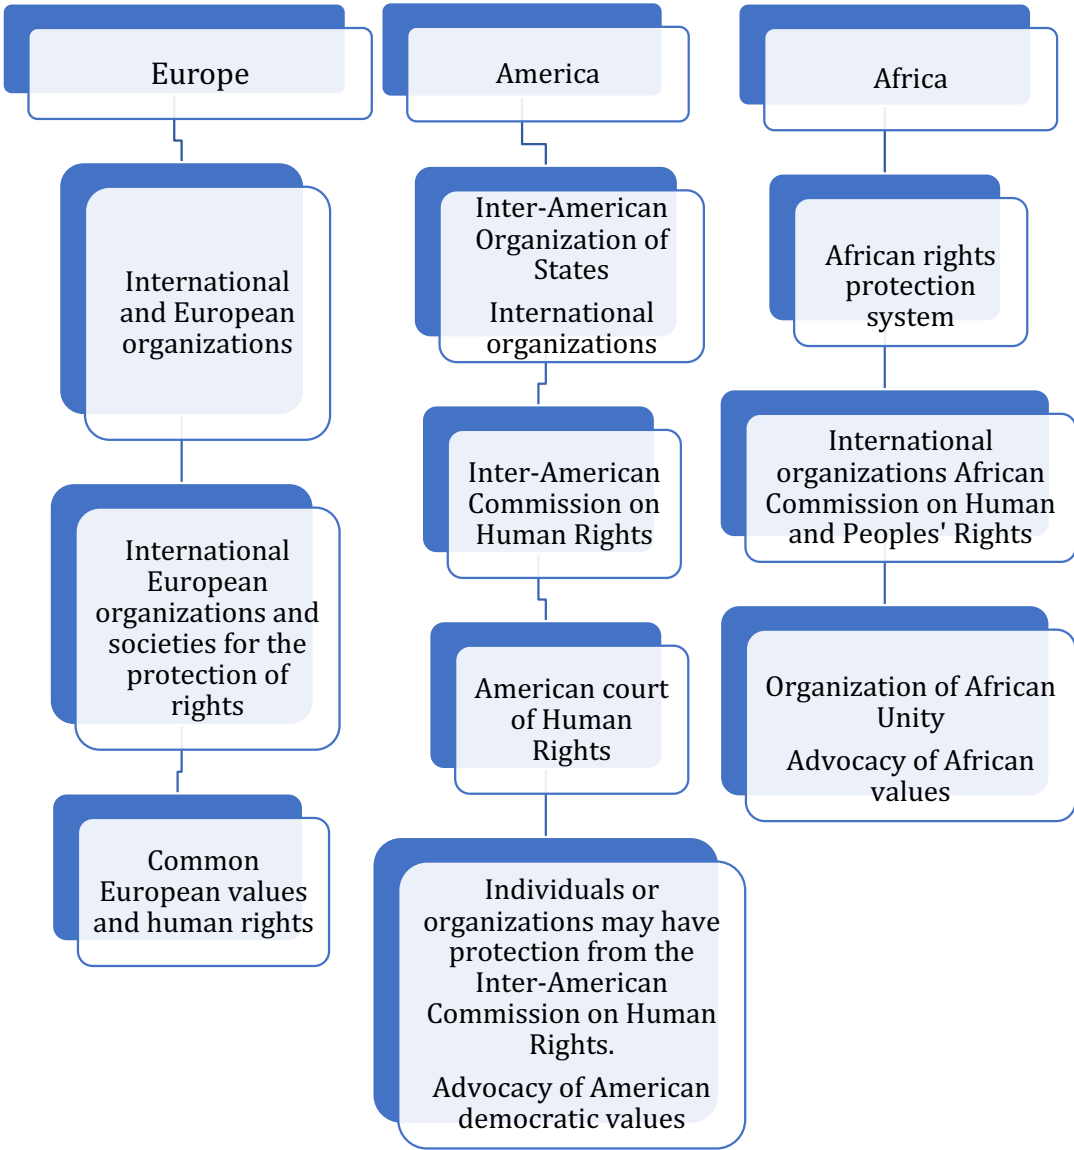 Europe
International
and European
organizations
International
European
organizations and
societies for the
protection of
rights
Common
European values
and human rights
America
Inter-American
Organization of
States
International
organizations
Inter-American
Commission on
Human Rights
American court
of Human
Rights
Individuals or
organizations may have
protection from the
Inter-American
Commission on Human
Rights.
Advocacy of American
democratic values
Africa
African rights
protection
system
International
organizations African
Commission on Human
and Peoples' Rights
Organization of African
Unity
Advocacy of African
values